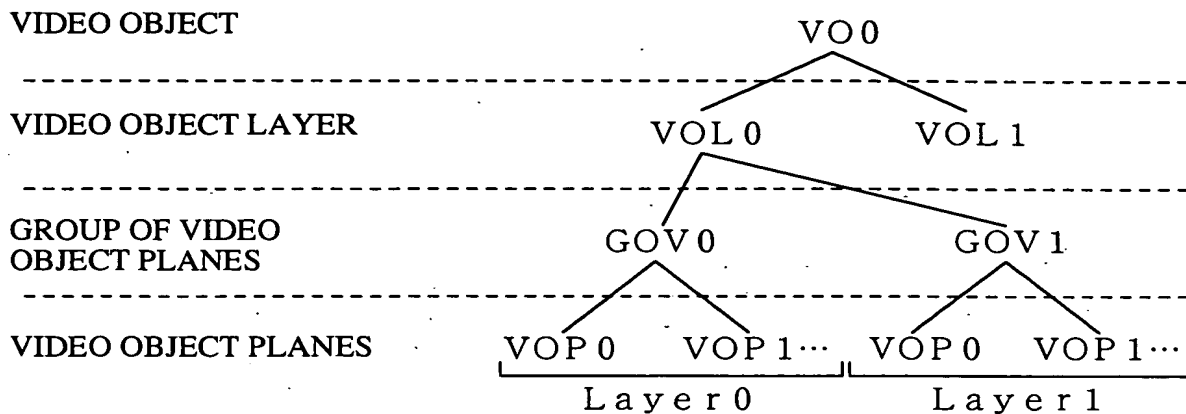 VIDEO OBJECT VO0
VIDEO OBJECT LAYER VOL0 VOL1
GROUP OF VIDEO
OBJECT PLANES GOV0 GOV1
VIDEO OBJECT PLANES VOP0 VOP1··· VOP0 VOP1···
Layer0 Layer1